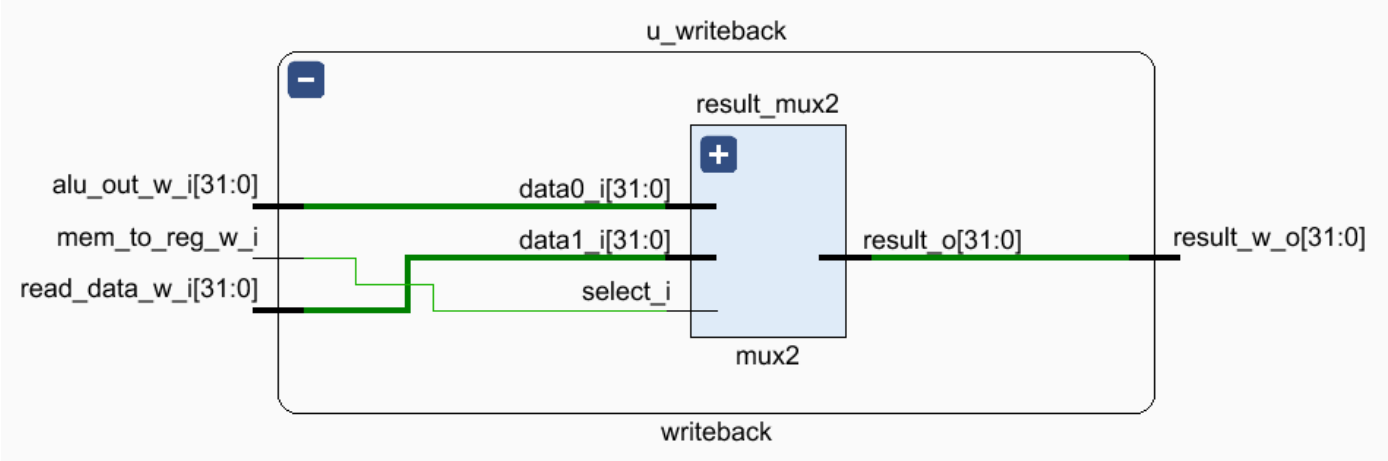 u_writeback
result_mux2
alu_out_w_i[31:0]
data0_i[31:0]
mem_to_reg_w_i
data1_i[31:0]
result_o[31:0]
result_w_o[31:0]
read_data_w_i[31:0]
select_i
mux2
writeback